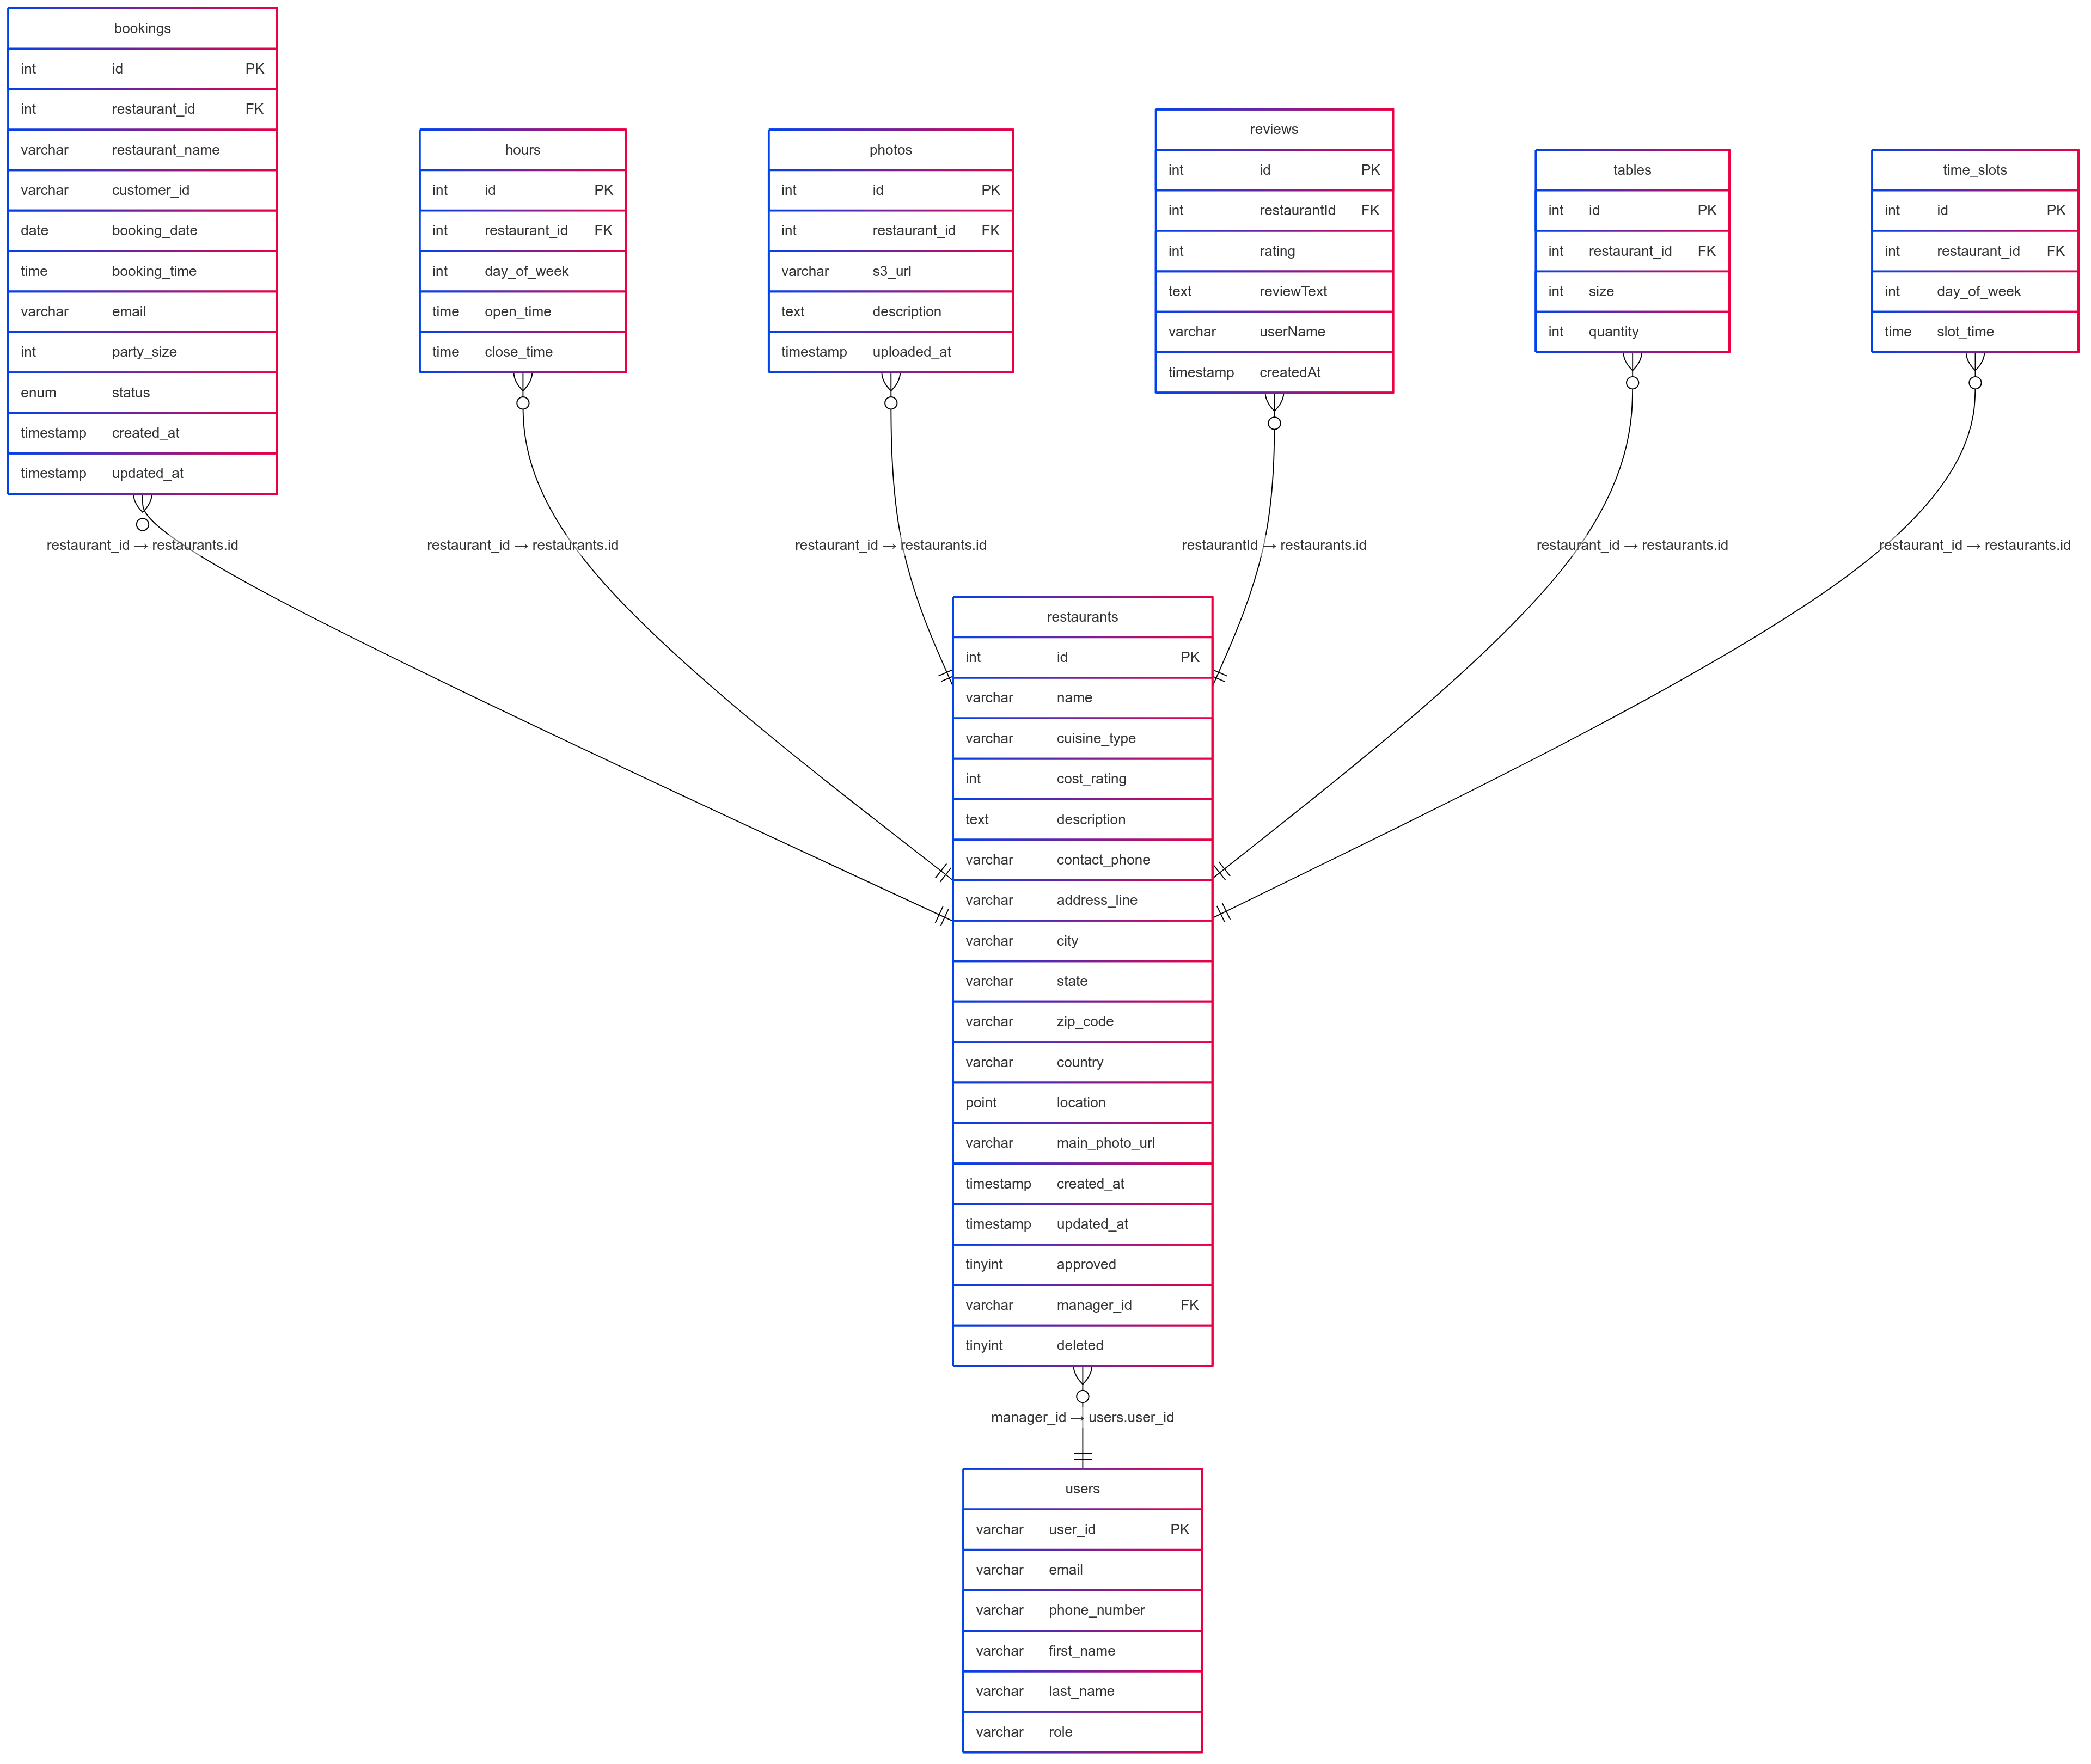 bookings
int id PK
int restaurant_id FK
varchar restaurant_name
varchar customer_id
date booking_date
time booking_time
varchar email
int party_size
enum status
timestamp created_at
timestamp updated_at
hours
int id PK
int restaurant_id FK
int day_of_week
time open_time
time close_time
photos
int id PK
int restaurant_id FK
varchar s3_url
text description
timestamp uploaded_at
reviews
int id PK
int restaurantId FK
int rating
text reviewText
varchar userName
timestamp createdAt
tables
int id PK
int restaurant_id FK
int size
int quantity
time_slots
int id PK
int restaurant_id FK
int day_of_week
time slot_time
restaurant_id → restaurants.id
restaurant_id → restaurants.id
restaurant_id → restaurants.id
restaurantId → restaurants.id
restaurant_id → restaurants.id
restaurant_id → restaurants.id
restaurants
int id PK
varchar name
varchar cuisine_type
int cost_rating
text description
varchar contact_phone
varchar address_line
varchar city
varchar state
varchar zip_code
varchar country
point location
varchar main_photo_url
timestamp created_at
timestamp updated_at
tinyint approved
varchar manager_id FK
tinyint deleted
manager_id → users.user_id
users
varchar user_id PK
varchar email
varchar phone_number
varchar first_name
varchar last_name
varchar role